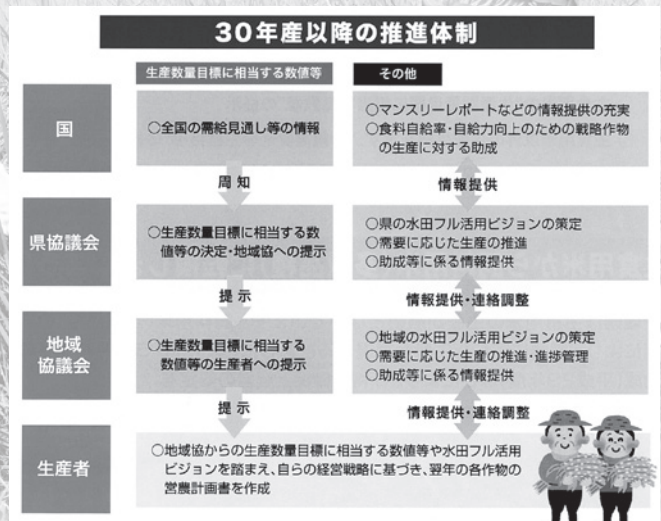 30年産以降の推進体制
生産数量目標に相当する数値等
その他
国
○全国の需給見通し等の情報
○マンスリーレポートなどの情報提供の充実
○食料自給率・自給力向上のための戦略作物
の生産に対する助成
周知
情報提供
県協議会
○生産数量目標に相当する数
値等の決定・地域協への提示
○県の水田フル活用ビジョンの策定
○需要に応じた生産の推進
○助成等に係る情報提供
提示
情報提供・連絡調整
地域
協議会
○生産数量目標に相当する
数値等の生産者への提示
○地域の水田フル活用ビジョンの策定
○需要に応じた生産の推進・進捗管理
○助成等に係る情報提供
提示
情報提供・連絡調整
生産者
○地域協からの生産数量目標に相当する数値等や水田フル活用
ビジョンを踏まえ、自らの経営戦略に基づき、翌年の各作物の
営農計画書を作成